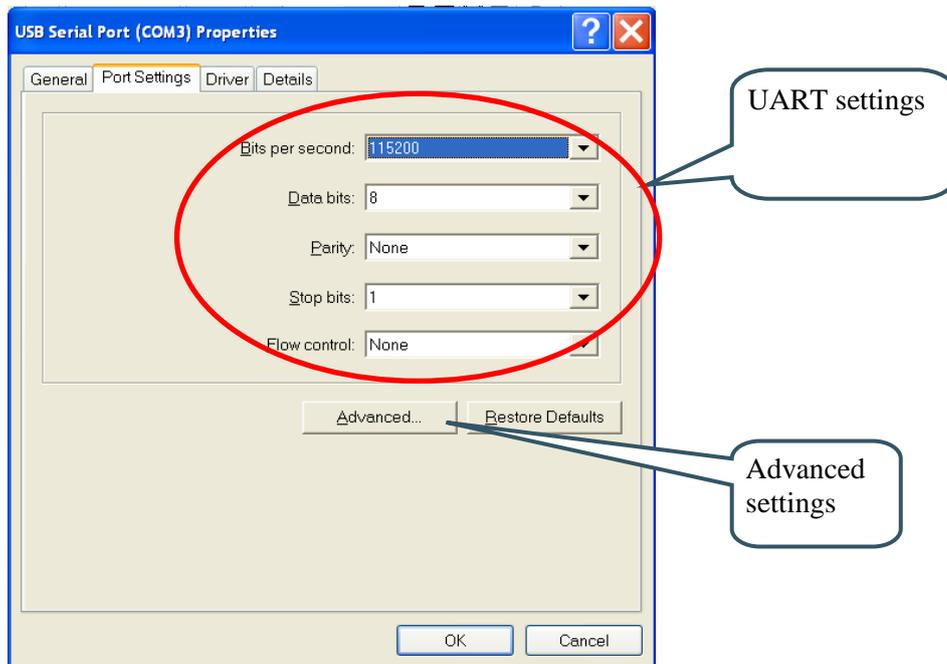 USB Serial Port (COM3) Properties
General Port Settings Driver Details
UART settings
Bits per second: 115200
Data bits: 8
Parity: None
Stop bits: 1
Flow control: None
Advanced... Restore Defaults
Advanced
settings
OK Cancel